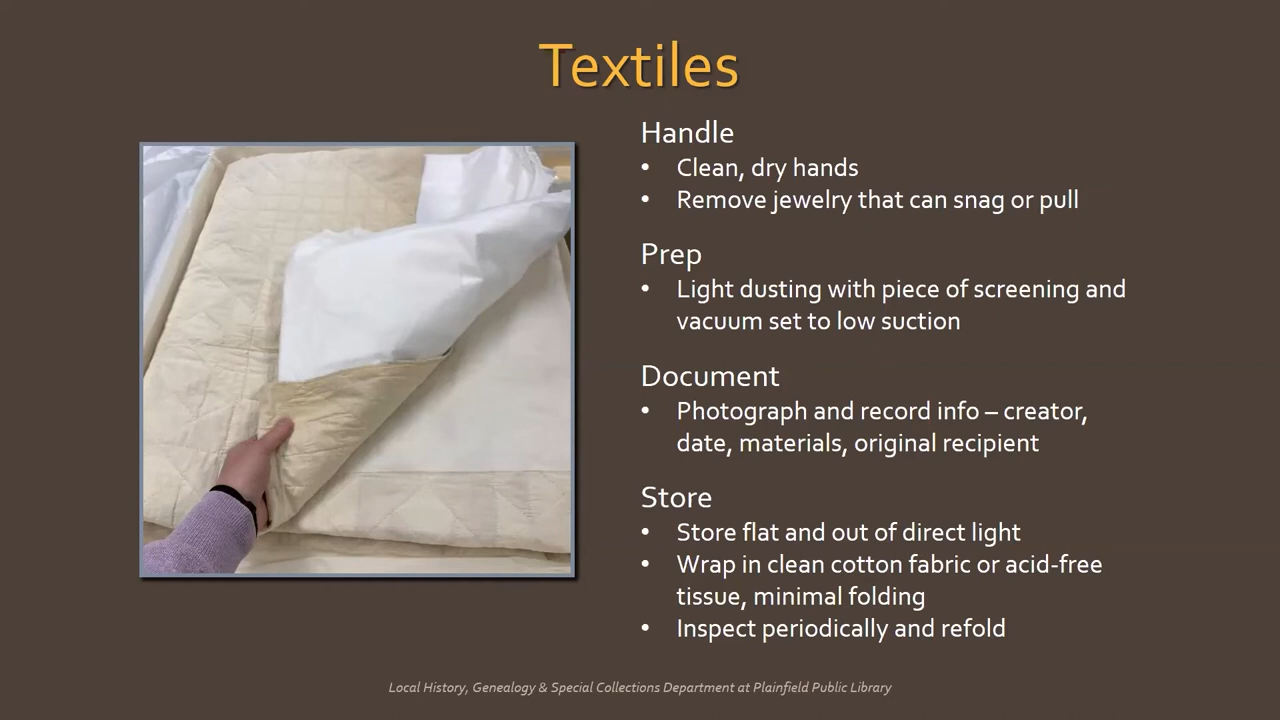 Textiles
Handle
• Clean, dry hands
• Remove jewelry that can snag or pull
Prep
• Light dusting with piece of screening and
vacuum set to low suction
Document
• Photograph and record info – creator,
date, materials, original recipient
Store
• Store flat and out of direct light
• Wrap in clean cotton fabric or acid-free
tissue, minimal folding
• Inspect periodically and refold
Local History, Genealogy & Special Collections Department at Plainfield Public Library